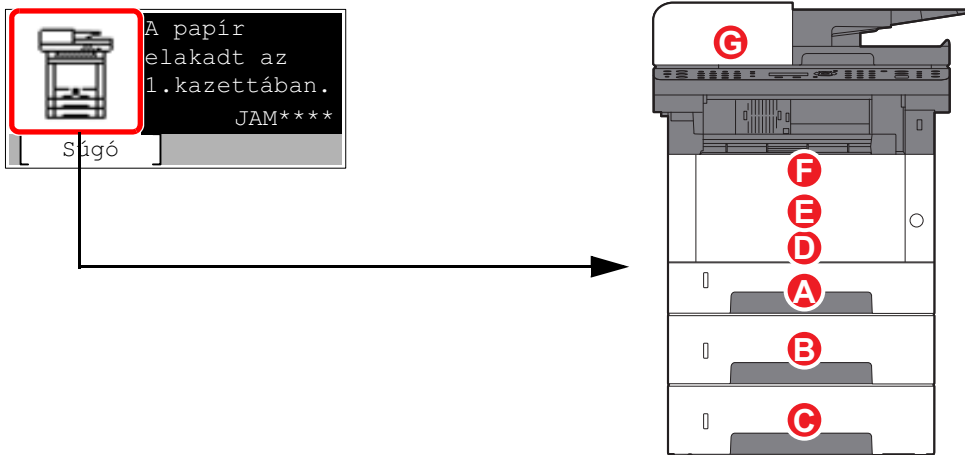 A papír
elakadt az
1.kazettában.
JAM****
Súgó
G
F
E
D
A
B
C